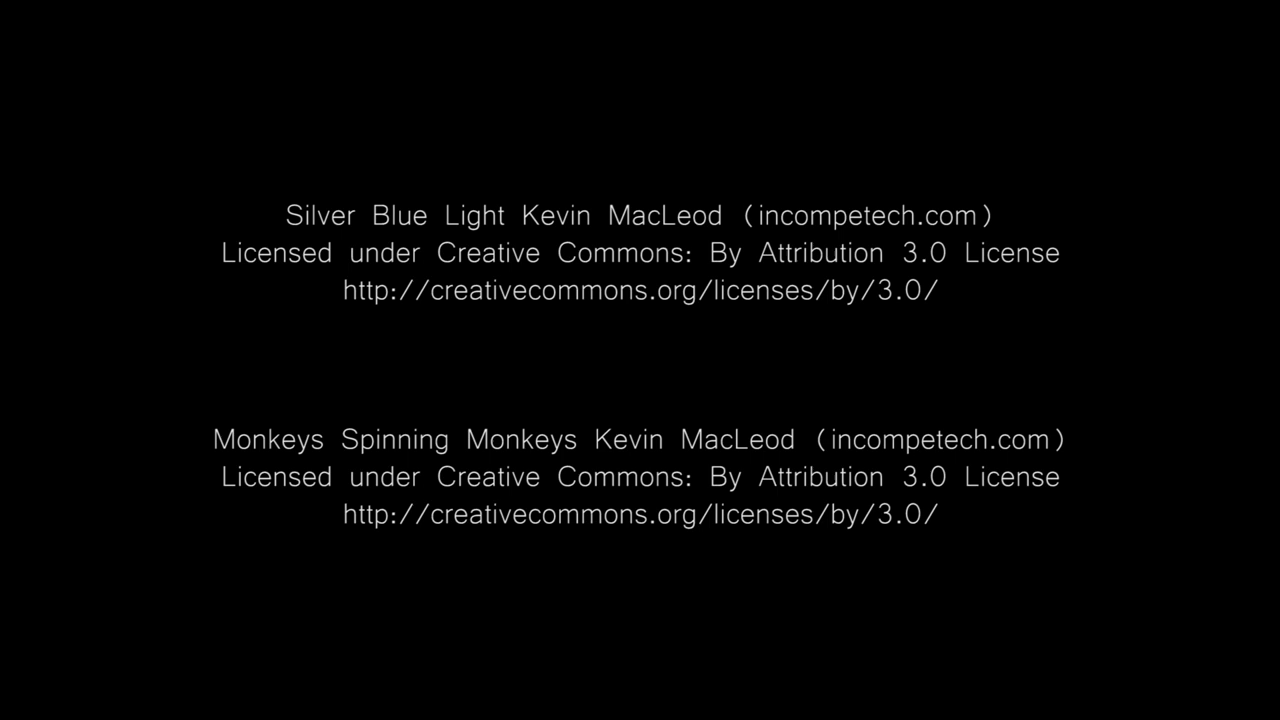 Silver Blue Light Kevin MacLeod (incompetech.com)
Licensed under Creative Commons: By Attribution 3.0 License
http://creativecommons.org/licenses/by/3.0/
Monkeys Spinning Monkeys Kevin MacLeod (incompetech.com)
Licensed under Creative Commons: By Attribution 3.0 License
http://creativecommons.org/licenses/by/3.0/